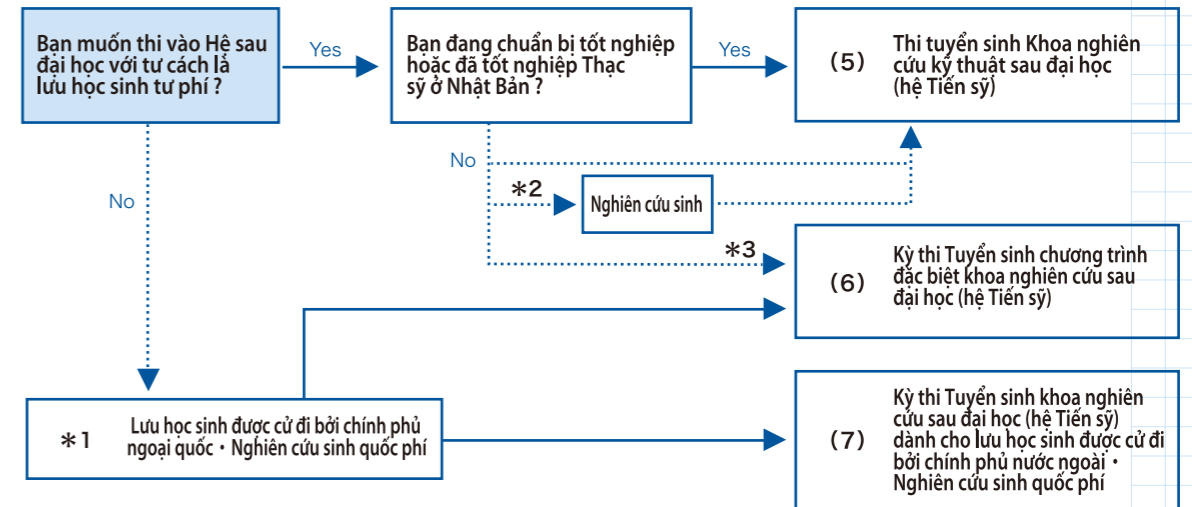 Bạn muốn thi vào Hệ sau
đại học với tư cách là
lưu học sinh tư phí ?
Yes
Bạn đang chuẩn bị tốt nghiệp
hoặc đã tốt nghiệp Thạc
sỹ ở Nhật Bản ?
Yes
(5)
Thi tuyển sinh Khoa nghiên
cứu kỹ thuật sau đại học
(hệ Tiến sỹ)
No
No
*2
Nghiên cứu sinh
*3
(6)
Kỳ thi Tuyển sinh chương trình
đặc biệt khoa nghiên cứu sau
đại học (hệ Tiến sỹ)
*1
Lưu học sinh được cử đi bởi chính phủ
ngoại quốc・Nghiên cứu sinh quốc phí
(7)
Kỳ thi Tuyển sinh khoa nghiên
cứu sau đại học (hệ Tiến sỹ)
dành cho lưu học sinh được cử đi
bởi chính phủ nước ngoài・
Nghiên cứu sinh quốc phí